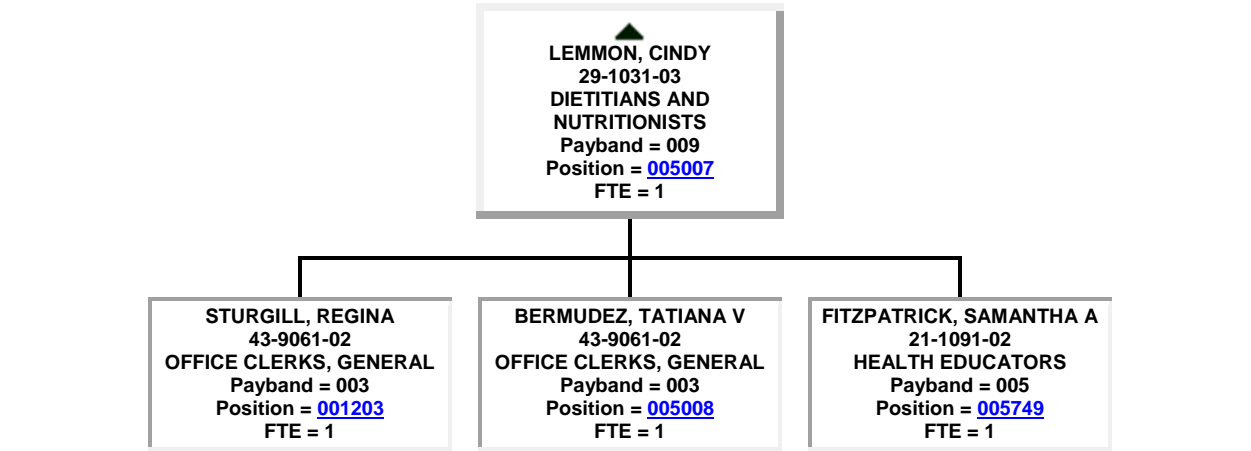 LEMMON, CINDY
29-1031-03
DIETITIANS AND
NUTRITIONISTS
Payband = 009
Position = 005007
FTE = 1
STURGILL, REGINA
43-9061-02
OFFICE CLERKS, GENERAL
Payband = 003
Position = 001203
FTE = 1
BERMUDEZ, TATIANA V
43-9061-02
OFFICE CLERKS, GENERAL
Payband = 003
Position = 005008
FTE = 1
FITZPATRICK, SAMANTHA A
21-1091-02
HEALTH EDUCATORS
Payband = 005
Position = 005749
FTE = 1